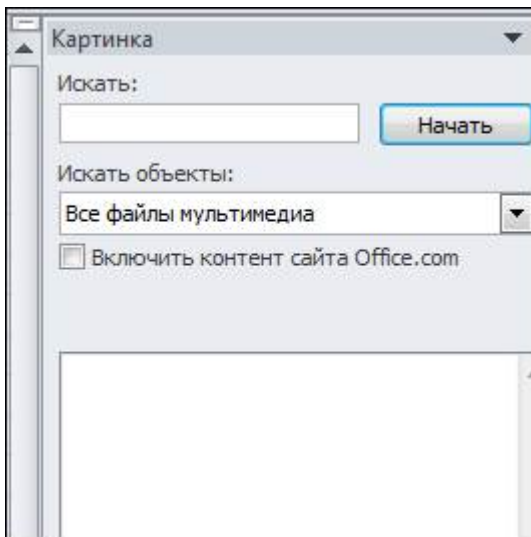 Картинка
Искать:
Начать
Искать объекты:
Все файлы мультимедиа
Включить контент сайта Office.com